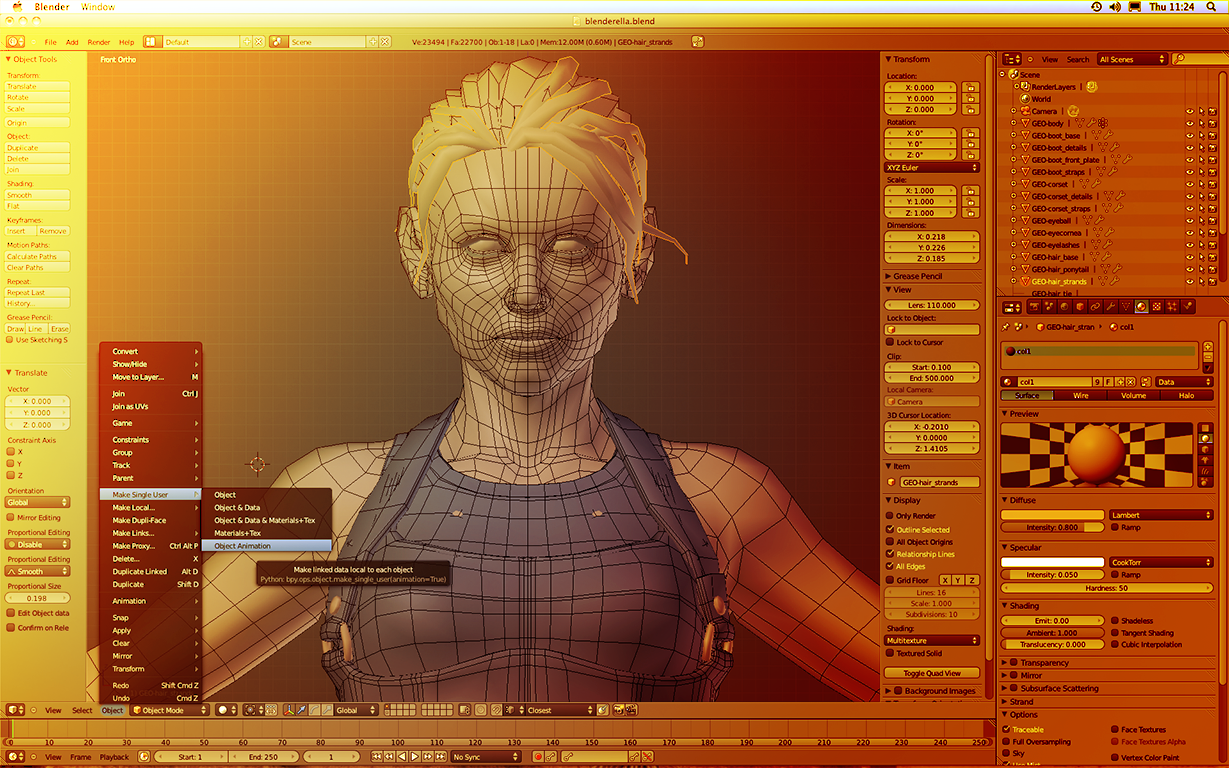 Blender Window
Thu 11:24
blenderella.blend
File Add Render Help
Default
Scene
Ve:23494 | Fa:22700 | Ob:1-18 | La:0 | Mem:12.00M (0.60M) | GEO-hair_strands
Object Tools
Transform:
Translate
Rotate
Scale
Origin
Object:
Duplicate
Delete
Join
Shading:
Smooth
Flat
Keyframes:
Insert Remove
Motion Paths:
Calculate Paths
Clear Paths
Repeat:
Repeat Last
History...
Grease Pencil:
Draw Line Erase
Use Sketching S
Translate
Vector
X: 0.000
Y: 0.000
Z: 0.000
Constraint Axis
X
Y
Z
Orientation
Global
Mirror Editing
Proportional Editing
Disable
Proportional Editing
Smooth
Proportional Size
0.198
Edit Object data
Confirm on Rele
Front Ortho
Convert
Show/Hide
Move to Layer... M
Join Ctrl J
Join as UVs
Game
Constraints
Group
Track
Parent
Make Single User
Make Local...
Make Dupli-Face
Make Links...
Make Proxy... Ctrl Alt P
Delete... X
Duplicate Linked Alt D
Duplicate Shift D
Animation
Snap
Apply
Clear
Mirror
Transform
Redo Shift Cmd Z
Undo Cmd Z
Object
Object & Data
Object & Data & Materials+Tex
Materials+Tex
Object Animation
Make linked data local to each object
Python: bpy.ops.object.make_single_user(animation=True)
View Select Object Object Mode Global Closest
Transform
Location:
X: 0.000
Y: 0.000
Z: 0.000
Rotation:
X: 0°
Y: 0°
Z: 0°
XYZ Euler
Scale:
X: 1.000
Y: 1.000
Z: 1.000
Dimensions:
X: 0.218
Y: 0.226
Z: 0.185
Grease Pencil
View
Lens: 110.000
Lock to Object:
Lock to Cursor
Clip:
Start: 0.100
End: 500.000
Local Camera:
Camera
3D Cursor Location:
X: -0.2010
Y: 0.0000
Z: 1.4105
Item
GEO-hair_strands
Display
Only Render
Outline Selected
All Object Origins
Relationship Lines
All Edges
Grid Floor X Y Z
Lines: 16
Scale: 1.000
Subdivisions: 10
Shading:
Multitexture
Textured Solid
Toggle Quad View
Background Images
View Search All Scenes
Scene
RenderLayers |
World
Camera |
GEO-body |
GEO-boot_base |
GEO-boot_details |
GEO-boot_front_plate |
GEO-boot_straps |
GEO-corset |
GEO-corset_details |
GEO-corset_straps |
GEO-eyeball |
GEO-eyecornea |
GEO-eyelashes |
GEO-hair_base |
GEO-hair_ponytail |
GEO-hair_strands |
GEO-hair_tie |
GEO-hair_stran col1
col1
col1 9 F Data
Surface Wire Volume Halo
Preview
Diffuse
Lambert
Intensity: 0.800 Ramp
Specular
CookTorr
Intensity: 0.050 Ramp
Hardness: 50
Shading
Emit: 0.00 Shadeless
Ambient: 1.000 Tangent Shading
Translucency: 0.000 Cubic Interpolation
Transparency
Mirror
Subsurface Scattering
Strand
Options
Traceable Face Textures
Full Oversampling Face Textures Alpha
Sky Vertex Color Paint
0 10 20 30 40 50 60 70 80 90 100 110 120 130 140 150 160 170 180 190 200 210 220 230 240 250
View Frame Playback Start: 1 End: 250 1 No Sync